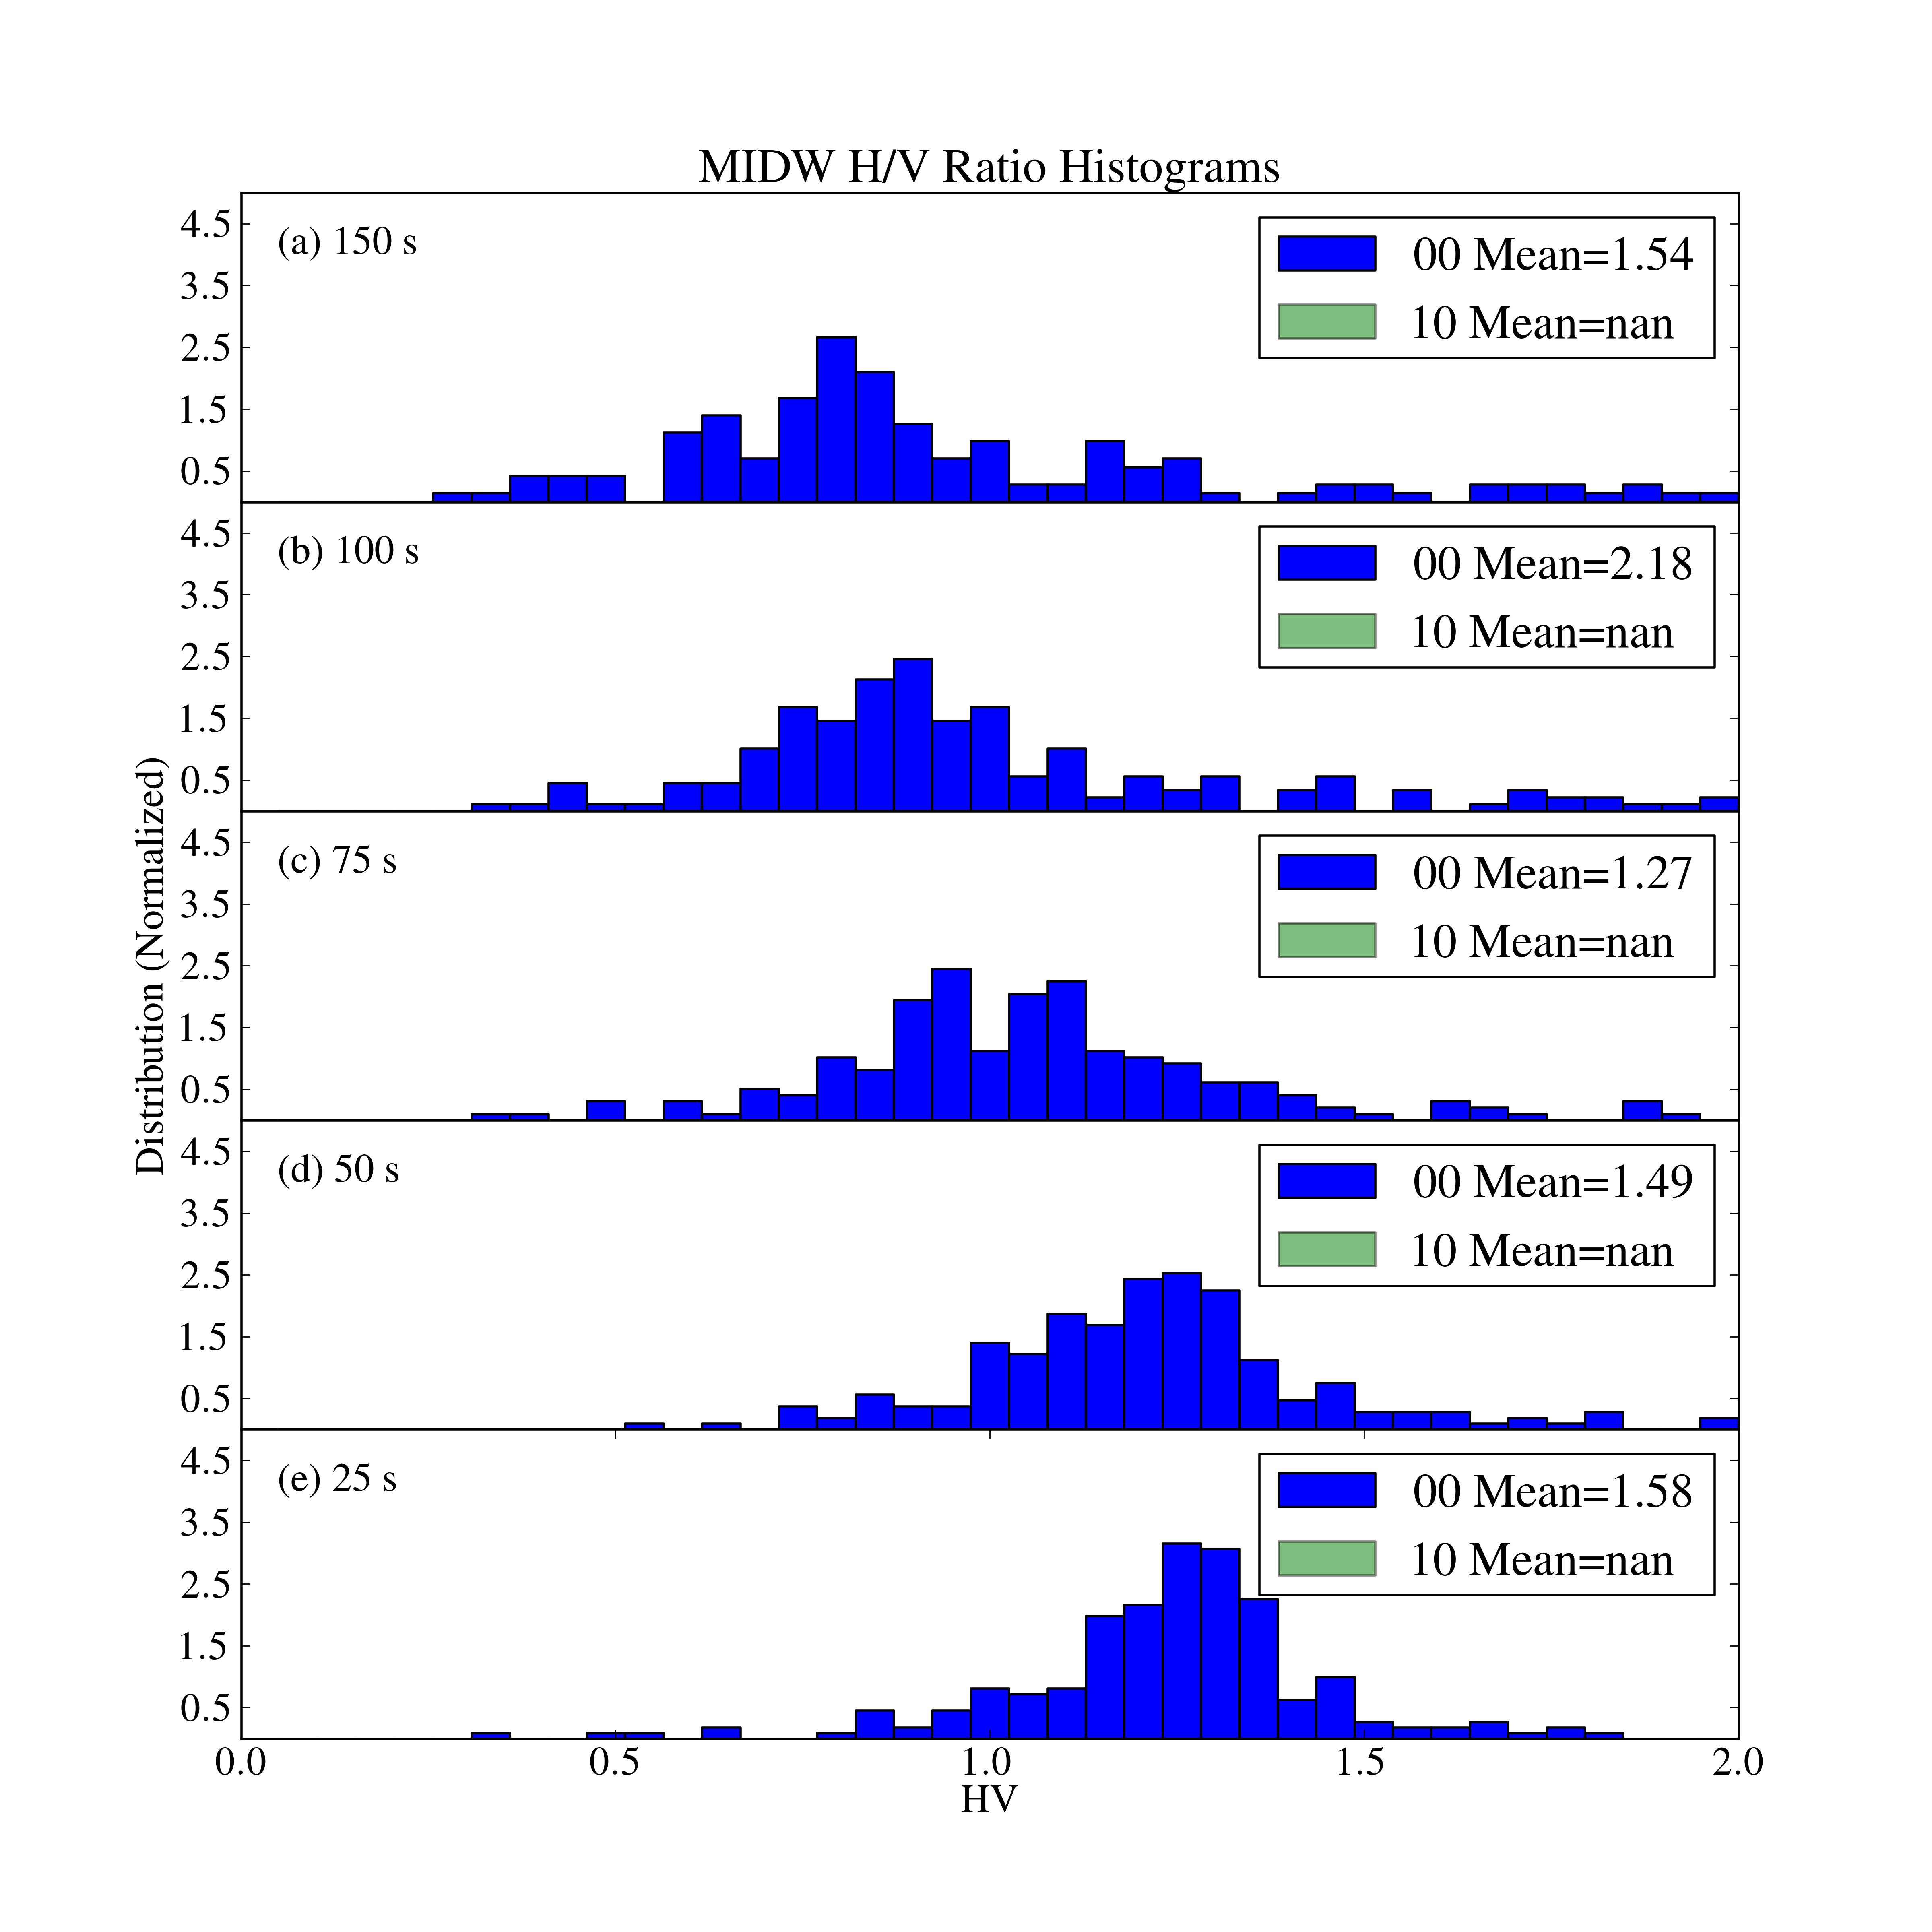 MIDW H/V Ratio Histograms
4.5
3.5
2.5
1.5
0.5
(a) 150 s
00 Mean=1.54
10 Mean=nan
4.5
3.5
2.5
1.5
0.5
(b) 100 s
00 Mean=2.18
10 Mean=nan
4.5
3.5
2.5
1.5
0.5
(c) 75 s
00 Mean=1.27
10 Mean=nan
Distribution (Normalized)
4.5
3.5
2.5
1.5
0.5
(d) 50 s
00 Mean=1.49
10 Mean=nan
4.5
3.5
2.5
1.5
0.5
(e) 25 s
00 Mean=1.58
10 Mean=nan
0.0 0.5 1.0 1.5 2.0
HV